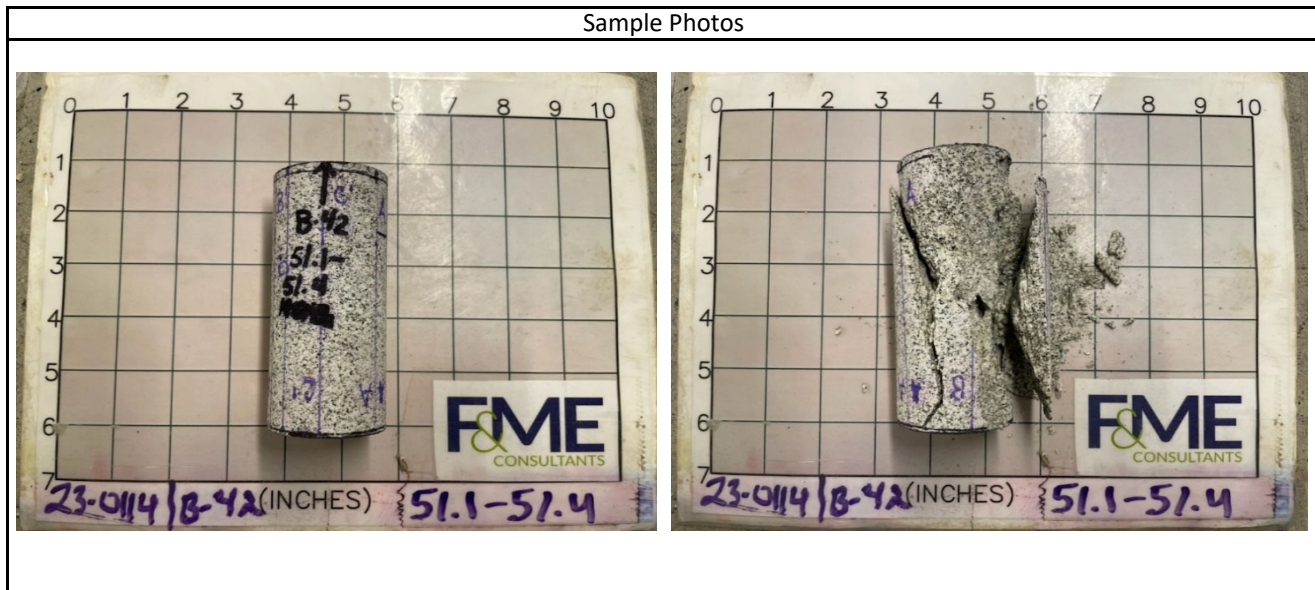 Sample Photos
0 1 2 3 4 5 6 7 8 9 10
1
2
3
4
5
6
7
B C A
B-42
51.1-
51.4
F&ME
CONSULTANTS
23-0114 | B-42 (INCHES) 51.1-51.4
0 1 2 3 4 5 6 7 8 9 10
1
2
3
4
5
6
7
A
B
F&ME
CONSULTANTS
23-0114 | B-42 (INCHES) 51.1-51.4